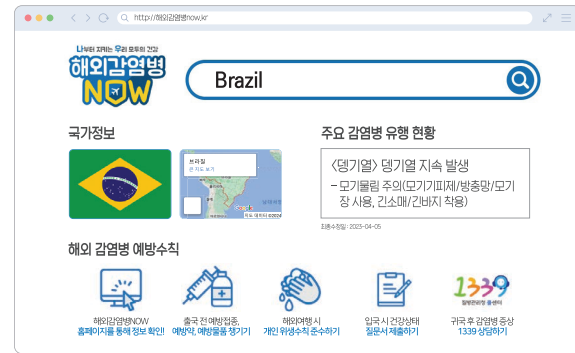 http://해외감염병now.kr
나부터 지키는 우리 모두의 건강
해외감염병
NOW
Brazil
국가정보
주요 감염병 유행 현황
브라질
큰 지도 보기
Google
지도 데이터 ©2024
<뎅기열> 뎅기열 지속 발생
- 모기물림 주의(모기기피제/방충망/모기
장 사용, 긴소매/긴바지 착용)
최종수정일 : 2023-04-05
해외 감염병 예방수칙
1339
질병관리청 콜센터
해외감염병NOW
홈페이지를 통해 정보 확인!
출국 전 예방접종,
예방약, 예방물품 챙기기
해외여행 시
개인 위생수칙 준수하기
입국 시 건강상태
질문서 제출하기
귀국 후 감염병 증상
1339 상담하기